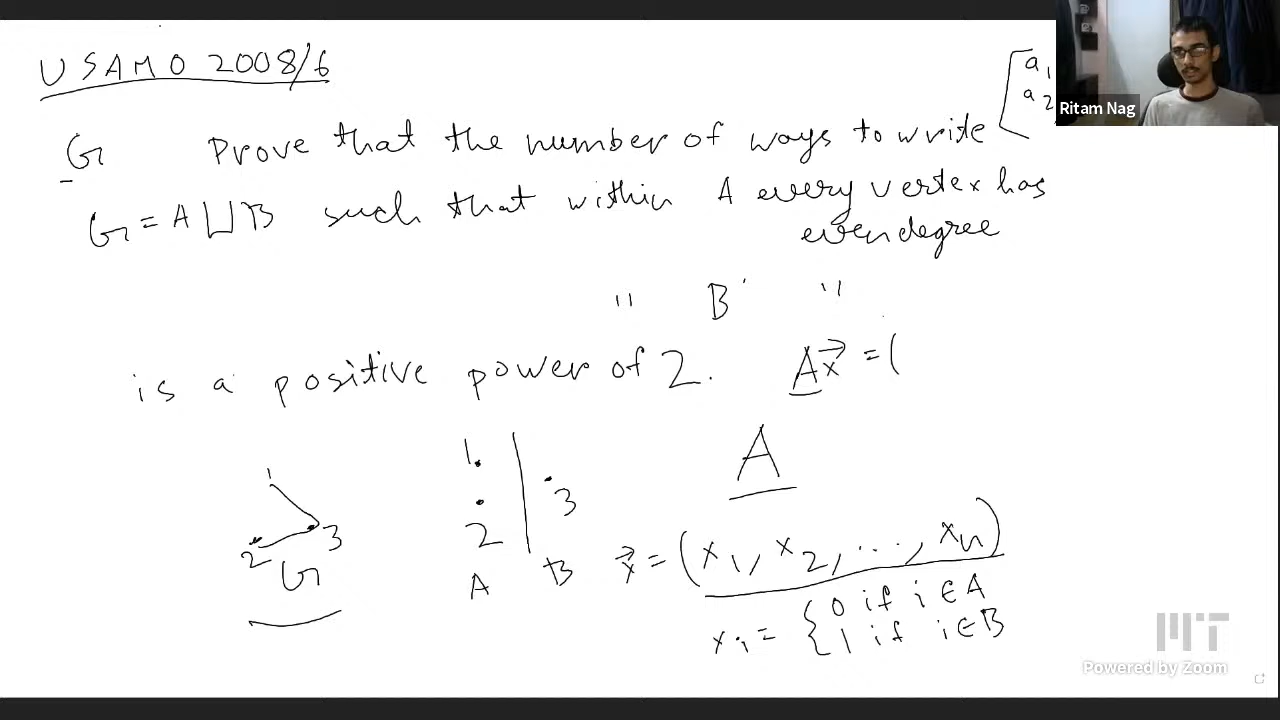 USAMO 2008/6
[a₁
a₂
Ritam Nag
G Prove that the number of ways to write
G = A ⊔ B such that within A every vertex has
even degree
" B "
is a positive power of 2. Ax⃗ = (
A
1
2 3
G
1.
2
3
A B
x⃗ = (x₁, x₂, ..., xₙ)
xᵢ = { 0 if i ∈ A
1 if i ∈ B
MIT
Powered by Zoom